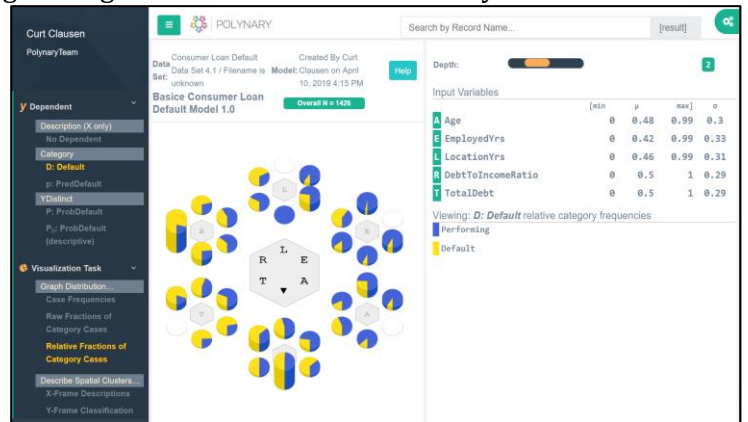 Curt Clausen
PolynaryTeam
y Dependent
Description (X only)
No Dependent
Category
D: Default
p: PredDefault
YDistinct
P: ProbDefault
ProbDefault
(descriptive)
Visualization Task
Graph Distribution...
Case Frequencies
Raw Fractions of
Category Cases
Relative Fractions of
Category Cases
Describe Spatial Clusters...
X-Frame Descriptions
Y-Frame Classification
POLYNARY
Search by Record Name...
[result]
Data Set:
Consumer Loan Default
Data Set 4.1 / Filename is
unknown
Model:
Created By Curt
Clausen on April
10, 2019 4:15 PM
Help
Basice Consumer Loan
Default Model 1.0
Overall N = 1426
L
R E
T A
L
E
A
T
R
Depth:
2
Input Variables
[min μ max] σ
A Age 0 0.48 0.99 0.3
E EmployedYrs 0 0.42 0.99 0.33
L LocationYrs 0 0.46 0.99 0.31
R DebtToIncomeRatio 0 0.5 1 0.29
T TotalDebt 0 0.5 1 0.29
Viewing: D: Default relative category frequencies
Performing
Default